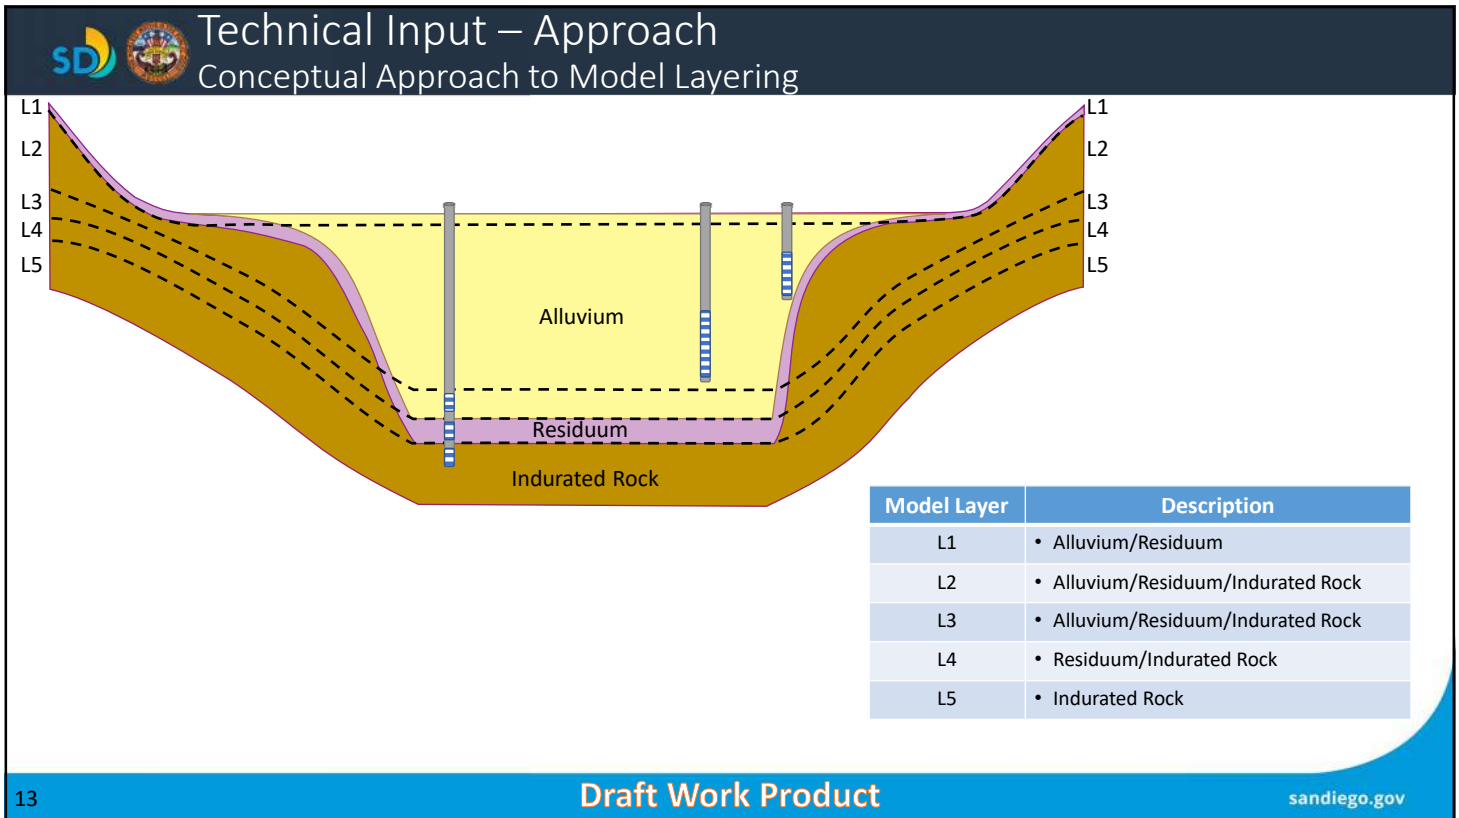 Technical Input – Approach
SD
Conceptual Approach to Model Layering
L1
L1
L2
L2
L3
L3
L4
L4
L5
L5
Alluvium
Residuum
Indurated Rock
Model Layer Description
L1 • Alluvium/Residuum
L2 • Alluvium/Residuum/Indurated Rock
L3 • Alluvium/Residuum/Indurated Rock
L4 • Residuum/Indurated Rock
L5 • Indurated Rock
13
Draft Work Product
sandiego.gov